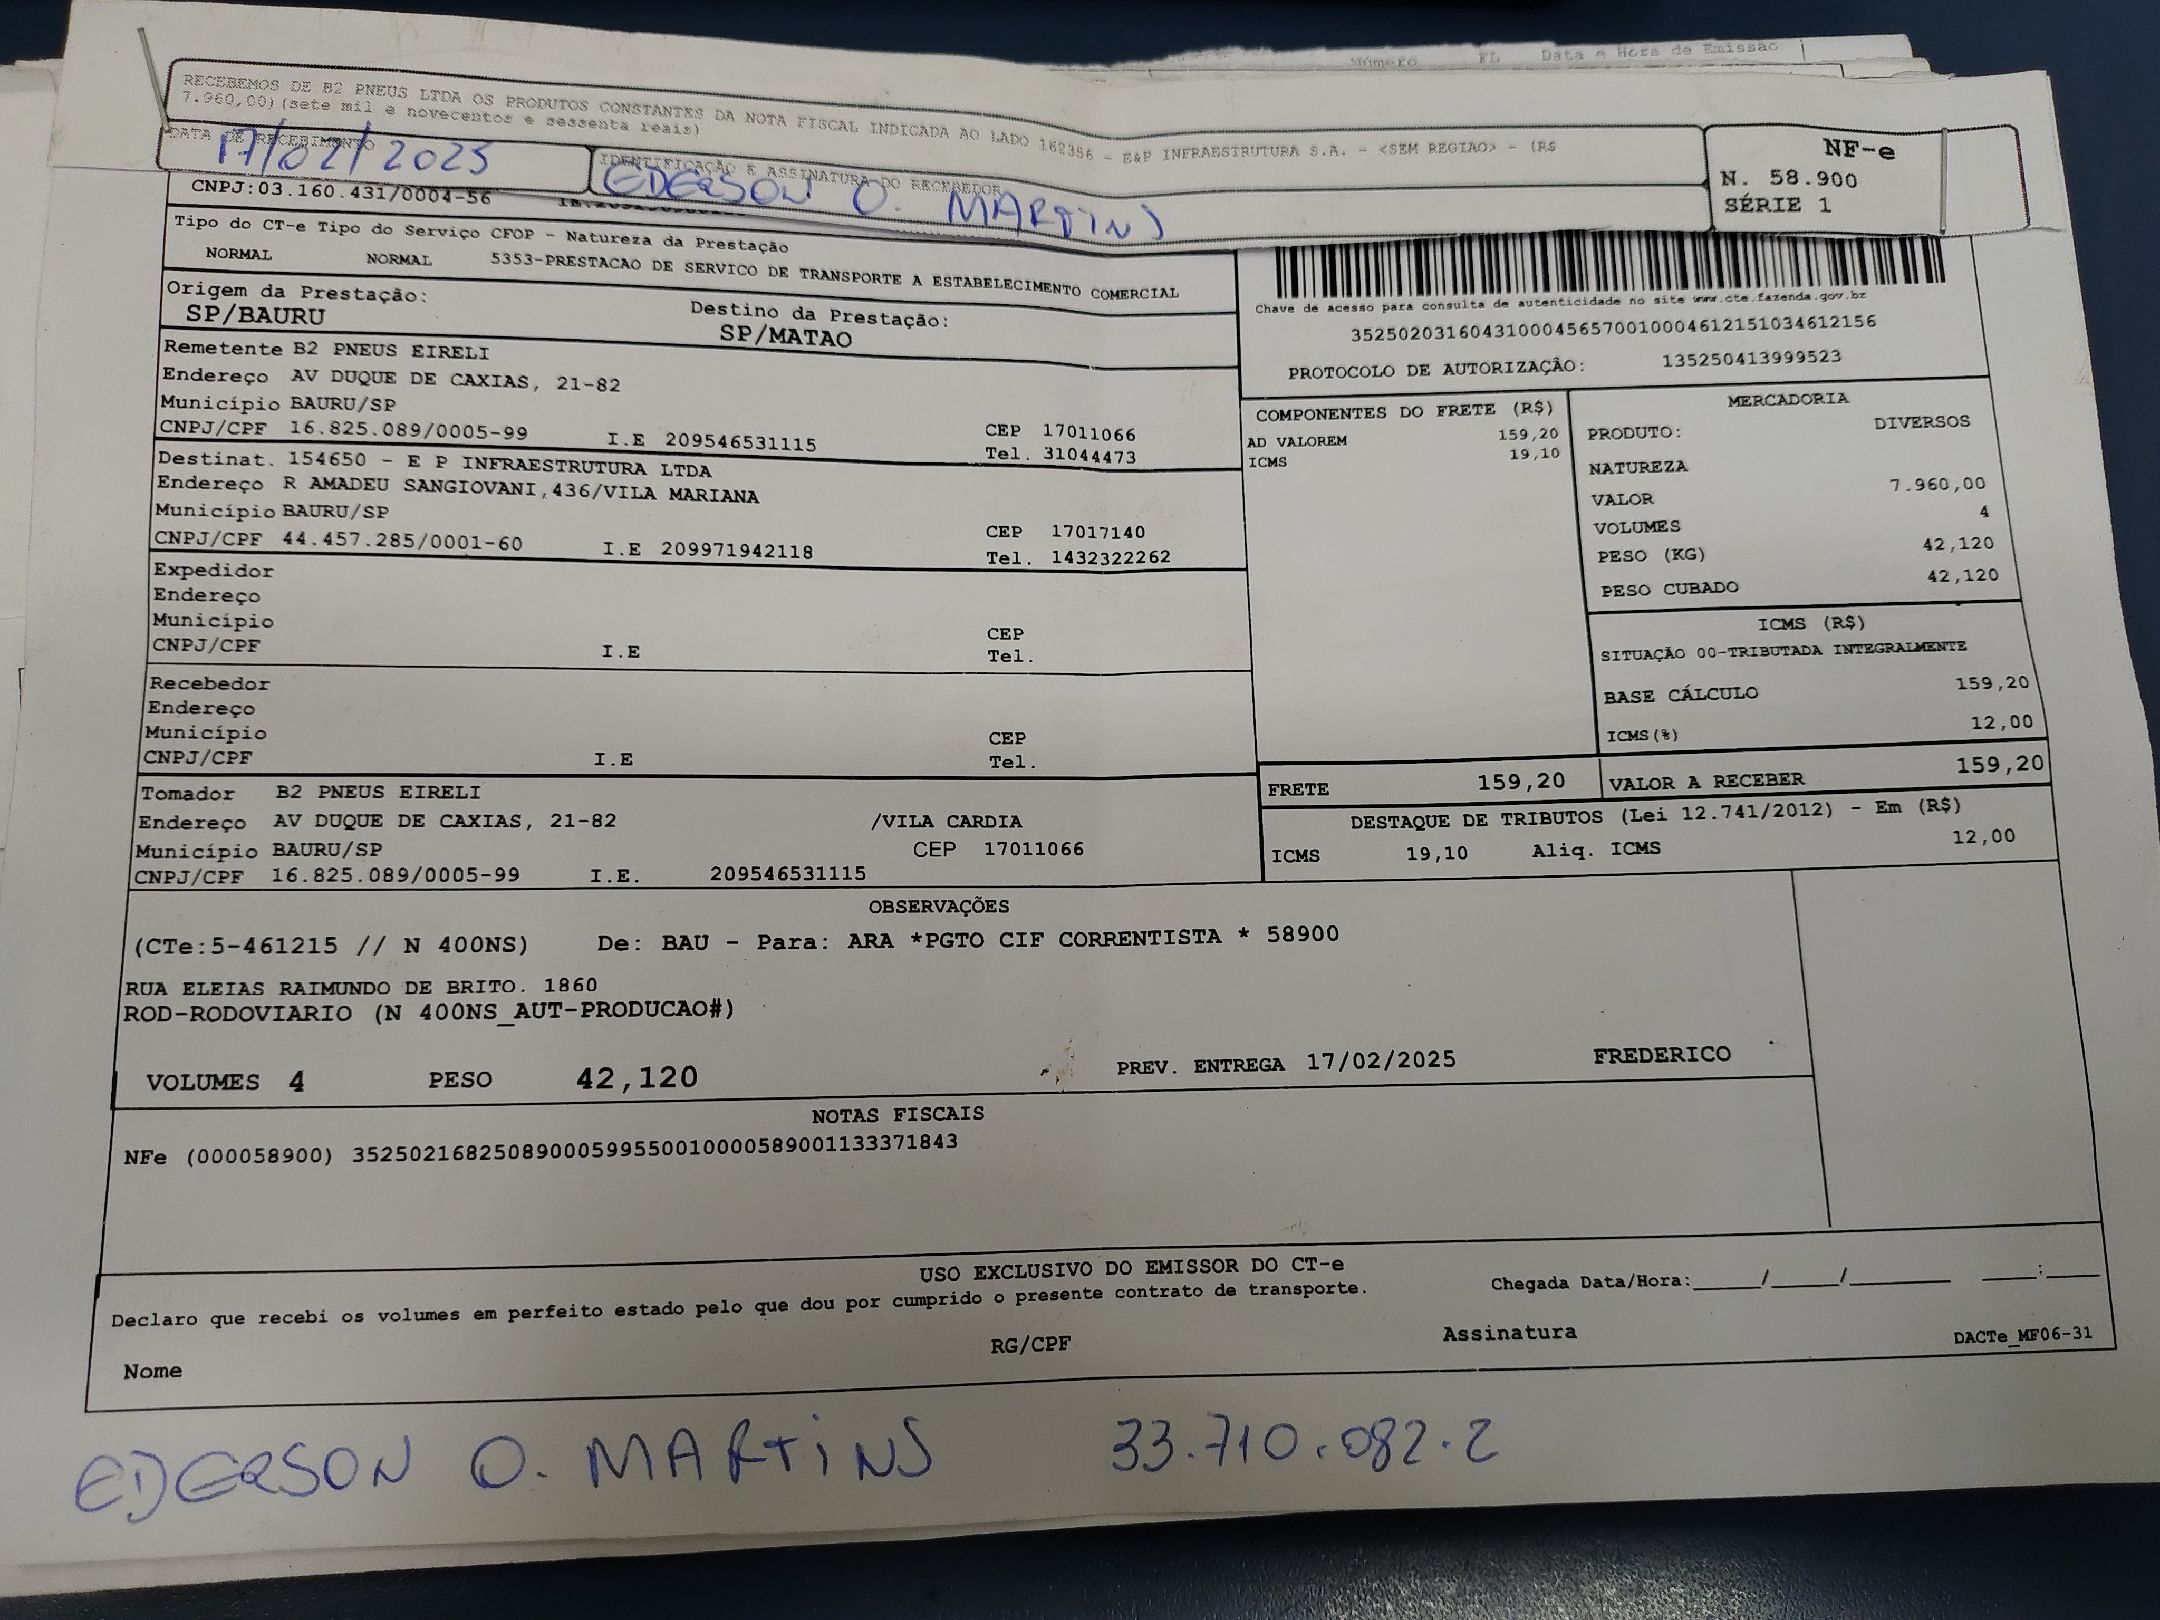 Número FL Data e Hora de Emissão
RECEBEMOS DE B2 PNEUS LTDA OS PRODUTOS CONSTANTES DA NOTA FISCAL INDICADA AO LADO 162386 - E&P INFRAESTRUTURA S.A. - <SEM REGIAO> - (R$
7.960,00)(sete mil e novecentos e sessenta reais)
DATA DE RECEBIMENTO
17/02/2025
IDENTIFICAÇÃO E ASSINATURA DO RECEBEDOR
EDERSON O. MARTINS
NF-e
N. 58.900
SÉRIE 1
CNPJ:03.160.431/0004-56
Tipo do CT-e Tipo do Serviço CFOP - Natureza da Prestação
NORMAL NORMAL 5353-PRESTACAO DE SERVICO DE TRANSPORTE A ESTABELECIMENTO COMERCIAL
Origem da Prestação: Destino da Prestação:
SP/BAURU SP/MATAO
Chave de acesso para consulta de autenticidade no site www.cte.fazenda.gov.br
35250203160431000456570010004612151034612156
PROTOCOLO DE AUTORIZAÇÃO: 135250413999523
Remetente B2 PNEUS EIRELI
Endereço AV DUQUE DE CAXIAS, 21-82
Município BAURU/SP CEP 17011066
CNPJ/CPF 16.825.089/0005-99 I.E 209546531115 Tel. 31044473
Destinat. 154650 - E P INFRAESTRUTURA LTDA
Endereço R AMADEU SANGIOVANI,436/VILA MARIANA
Município BAURU/SP CEP 17017140
CNPJ/CPF 44.457.285/0001-60 I.E 209971942118 Tel. 1432322262
Expedidor
Endereço
Município CEP
CNPJ/CPF I.E Tel.
Recebedor
Endereço
Município CEP
CNPJ/CPF I.E Tel.
Tomador B2 PNEUS EIRELI
Endereço AV DUQUE DE CAXIAS, 21-82 /VILA CARDIA
Município BAURU/SP CEP 17011066
CNPJ/CPF 16.825.089/0005-99 I.E. 209546531115
COMPONENTES DO FRETE (R$)
AD VALOREM 159,20
ICMS 19,10
MERCADORIA
PRODUTO: DIVERSOS
NATUREZA
VALOR 7.960,00
VOLUMES 4
PESO (KG) 42,120
PESO CUBADO 42,120
ICMS (R$)
SITUAÇÃO 00-TRIBUTADA INTEGRALMENTE
BASE CÁLCULO 159,20
ICMS(%) 12,00
FRETE 159,20 VALOR A RECEBER 159,20
DESTAQUE DE TRIBUTOS (Lei 12.741/2012) - Em (R$)
ICMS 19,10 Aliq. ICMS 12,00
OBSERVAÇÕES
(CTe:5-461215 // N 400NS) De: BAU - Para: ARA *PGTO CIF CORRENTISTA * 58900
RUA ELEIAS RAIMUNDO DE BRITO. 1860
ROD-RODOVIARIO (N 400NS_AUT-PRODUCAO#)
VOLUMES 4 PESO 42,120 PREV. ENTREGA 17/02/2025 FREDERICO
NOTAS FISCAIS
NFe (000058900) 35250216825089000599550010000589001133371843
USO EXCLUSIVO DO EMISSOR DO CT-e
Declaro que recebi os volumes em perfeito estado pelo que dou por cumprido o presente contrato de transporte. Chegada Data/Hora:_____/_____/________ ____:____
Nome RG/CPF Assinatura DACTe_MF06-31
EDERSON O. MARTINS 33.710.082-2